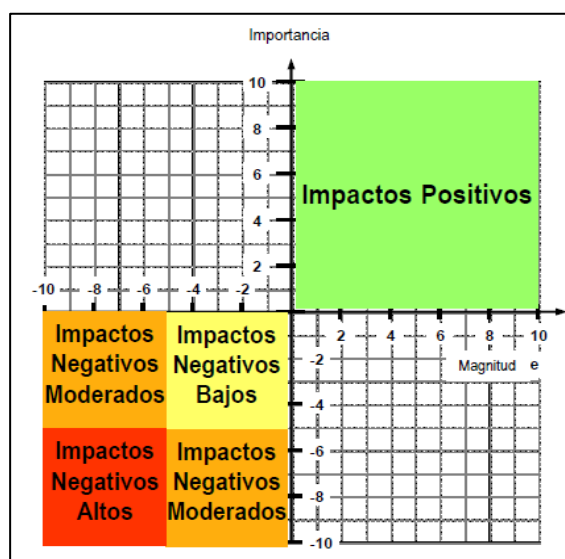 Importancia
10
8
6
4
2
-10 -8 -6 -4 -2
2 4 6 8 10
-2
-4
-6
-8
-10
Impactos Positivos
Magnitud e
Impactos
Negativos
Moderados
Impactos
Negativos
Bajos
Impactos
Negativos
Altos
Impactos
Negativos
Moderados